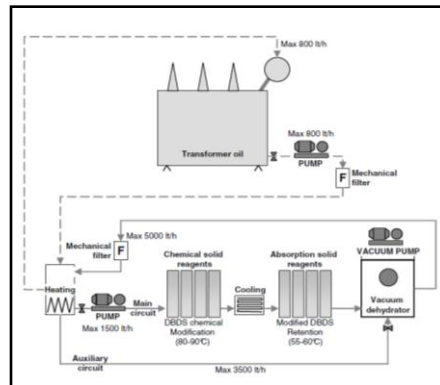 Max 800 lt/h
Transformer oil
Max 800 lt/h
PUMP
F
Mechanical
filter
Max 5000 lt/h
Mechanical
filter
F
Chemical solid
reagents
Absorption solid
reagents
VACUUM PUMP
Heating
Cooling
Main
circuit
PUMP
Max 1500 lt/h
DBDS chemical
Modification
(80-90°C)
Modified DBDS
Retention
(55-60°C)
Vacuum
dehydrator
Auxiliary
circuit
Max 3500 lt/h